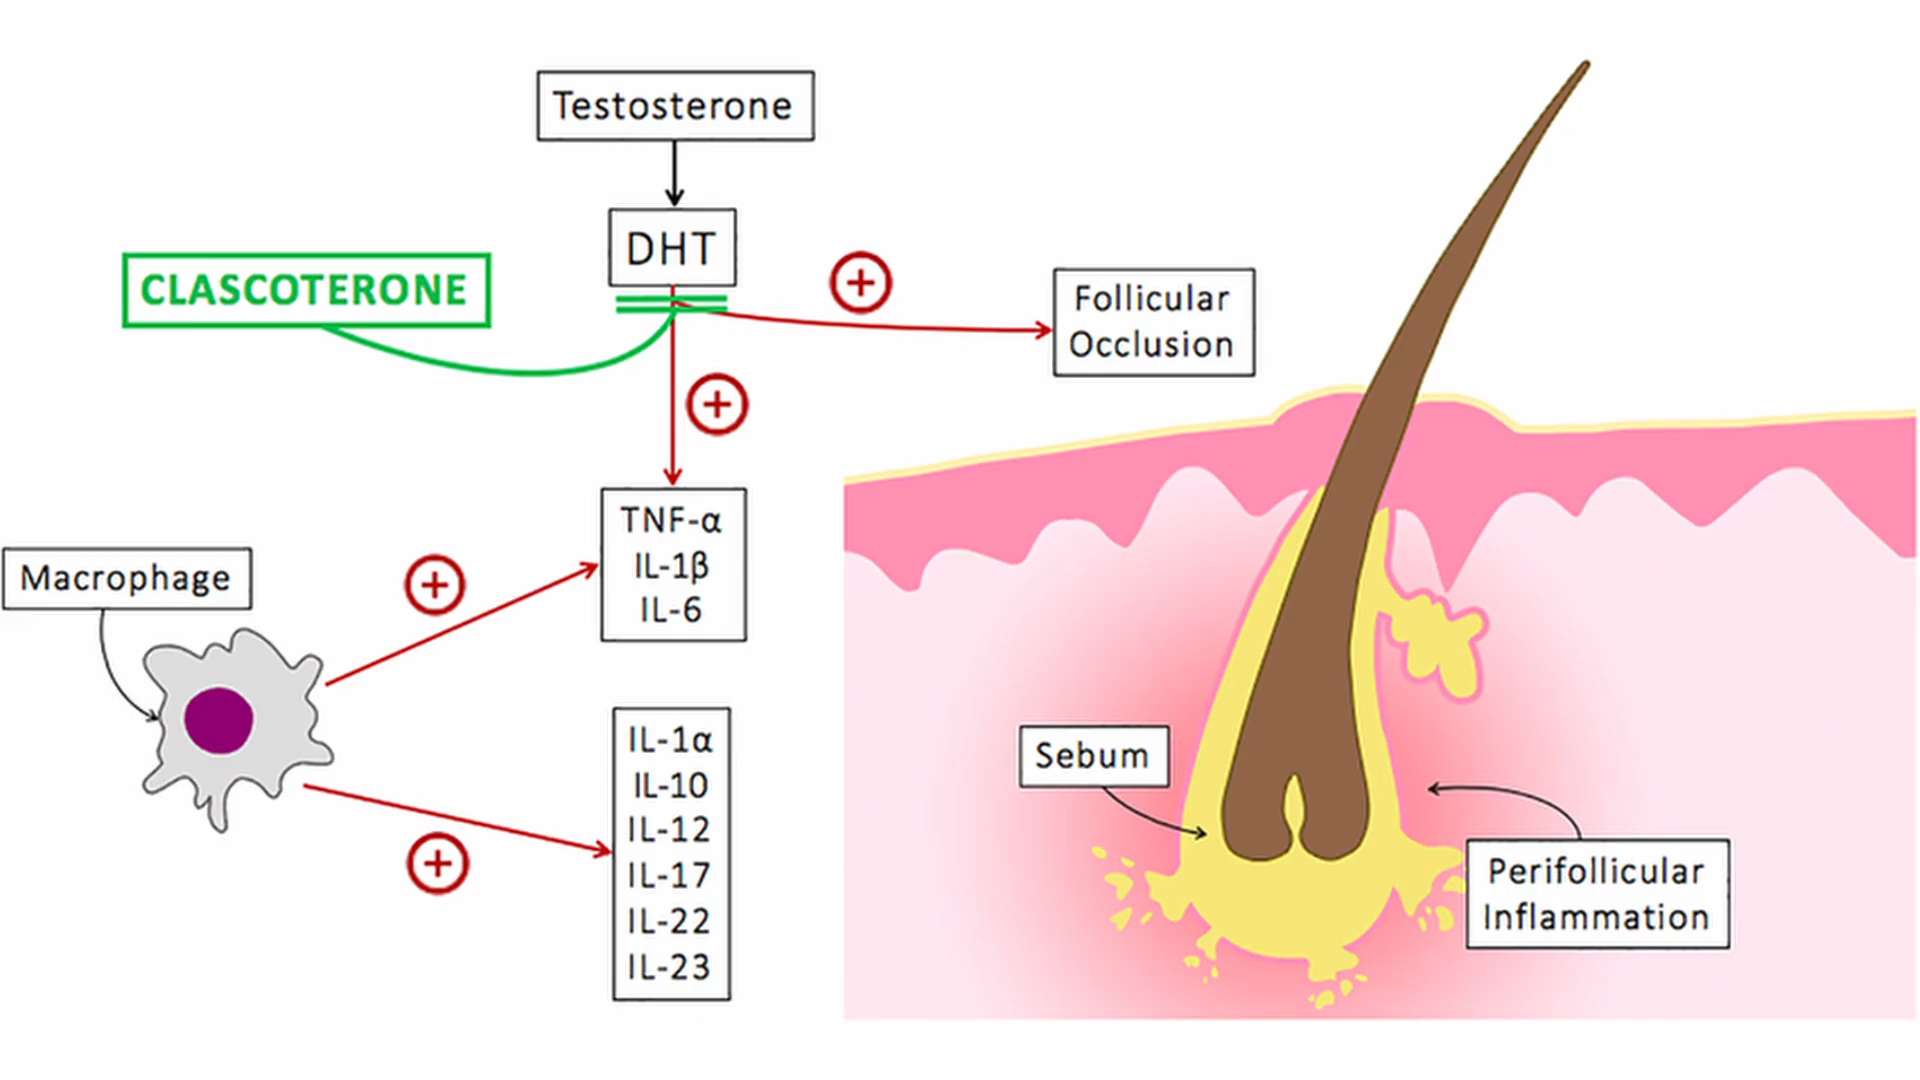 Testosterone
DHT
CLASCOTERONE
+
Follicular
Occlusion
+
TNF-α
IL-1β
IL-6
Macrophage
+
IL-1α
IL-10
IL-12
IL-17
IL-22
IL-23
+
Sebum
Perifollicular
Inflammation